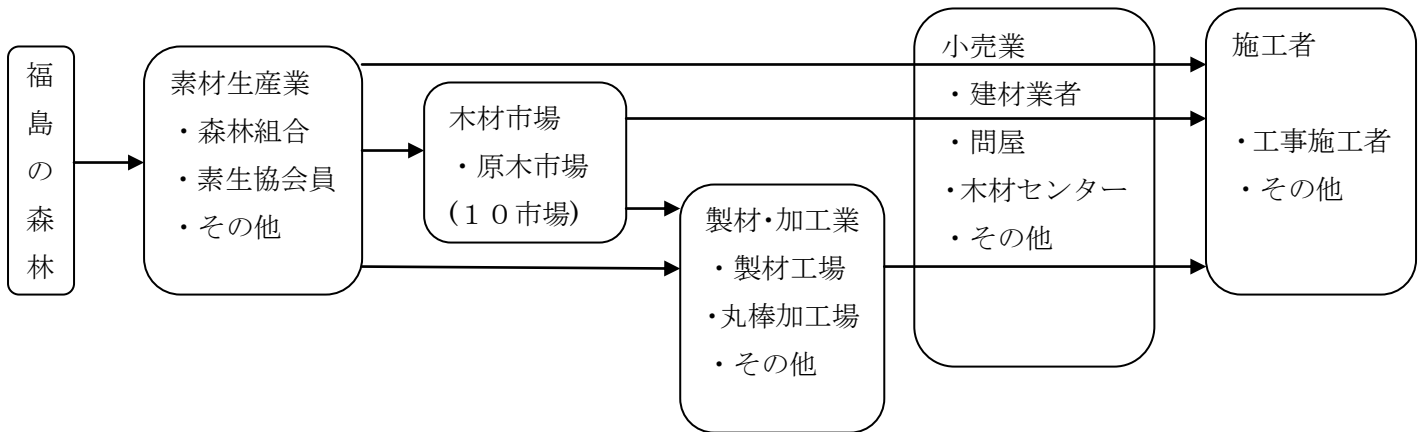 福島の森林
素材生産業
・森林組合
・素生協会員
・その他
木材市場
・原木市場
(１０市場)
製材・加工業
・製材工場
・丸棒加工場
・その他
小売業
・建材業者
・問屋
・木材センター
・その他
施工者
・工事施工者
・その他